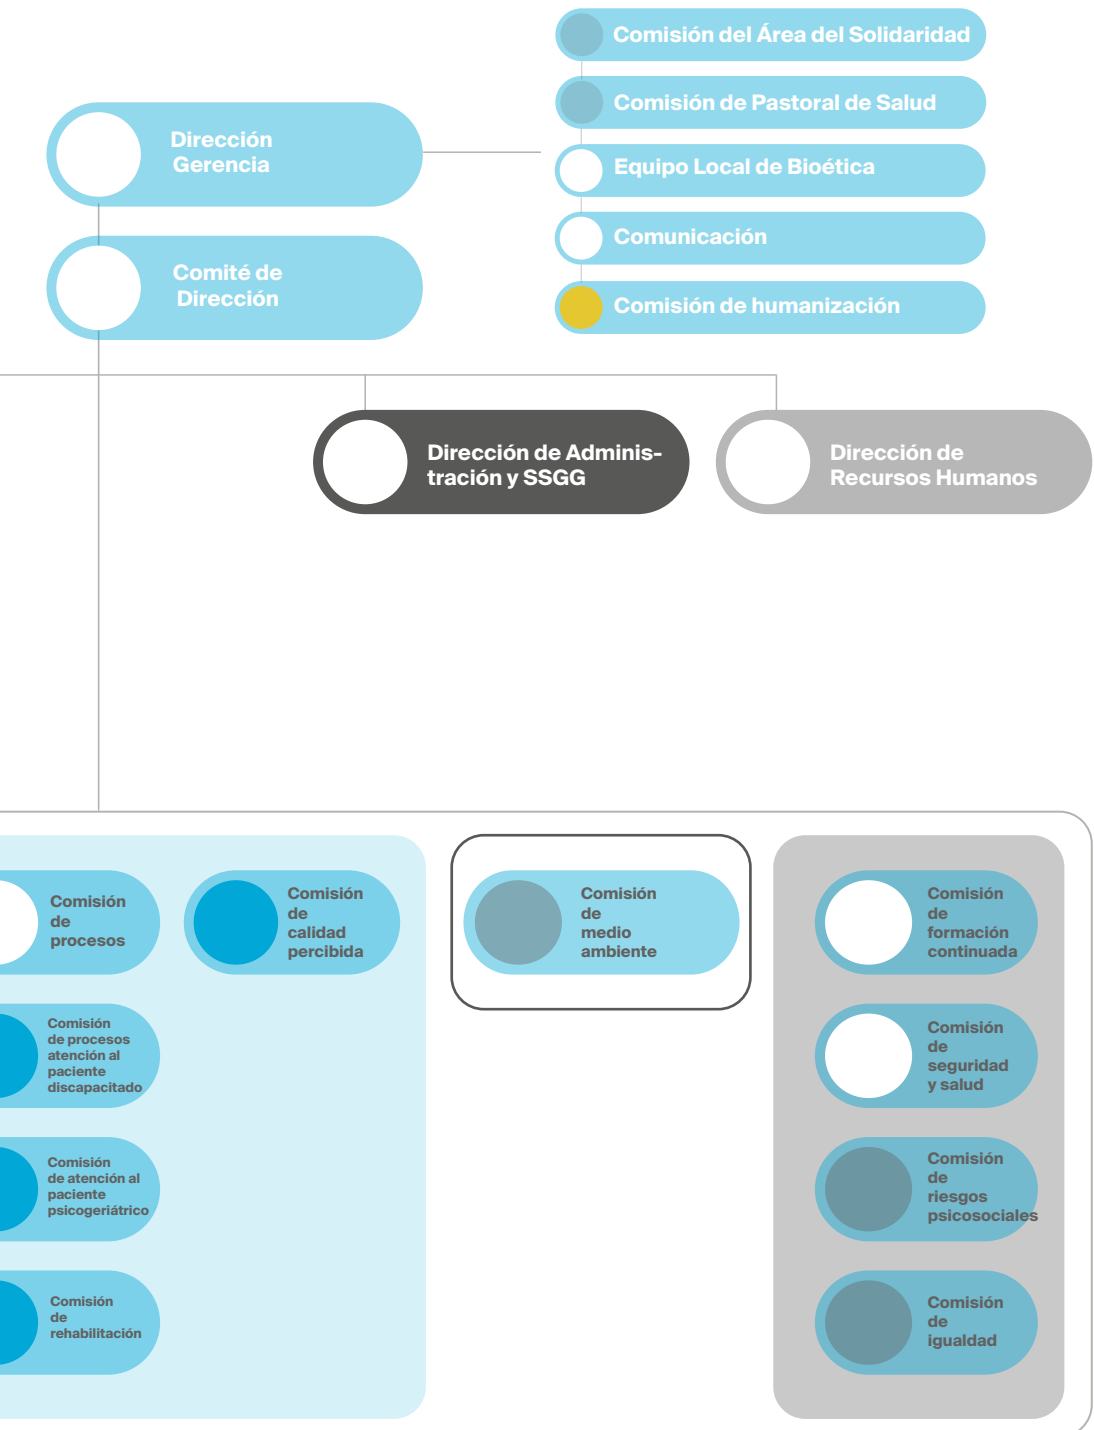 Comisión del Área del Solidaridad
Comisión de Pastoral de Salud
Equipo Local de Bioética
Comunicación
Comisión de humanización
Dirección
Gerencia
Comité de
Dirección
Dirección de Adminis-
tración y SSGG
Dirección de
Recursos Humanos
Comisión
de
procesos
Comisión
de procesos
atención al
paciente
discapacitado
Comisión
de atención al
paciente
psicogeriátrico
Comisión
de
rehabilitación
Comisión
de
calidad
percibida
Comisión
de
medio
ambiente
Comisión
de
formación
continuada
Comisión
de
seguridad
y salud
Comisión
de
riesgos
psicosociales
Comisión
de
igualdad